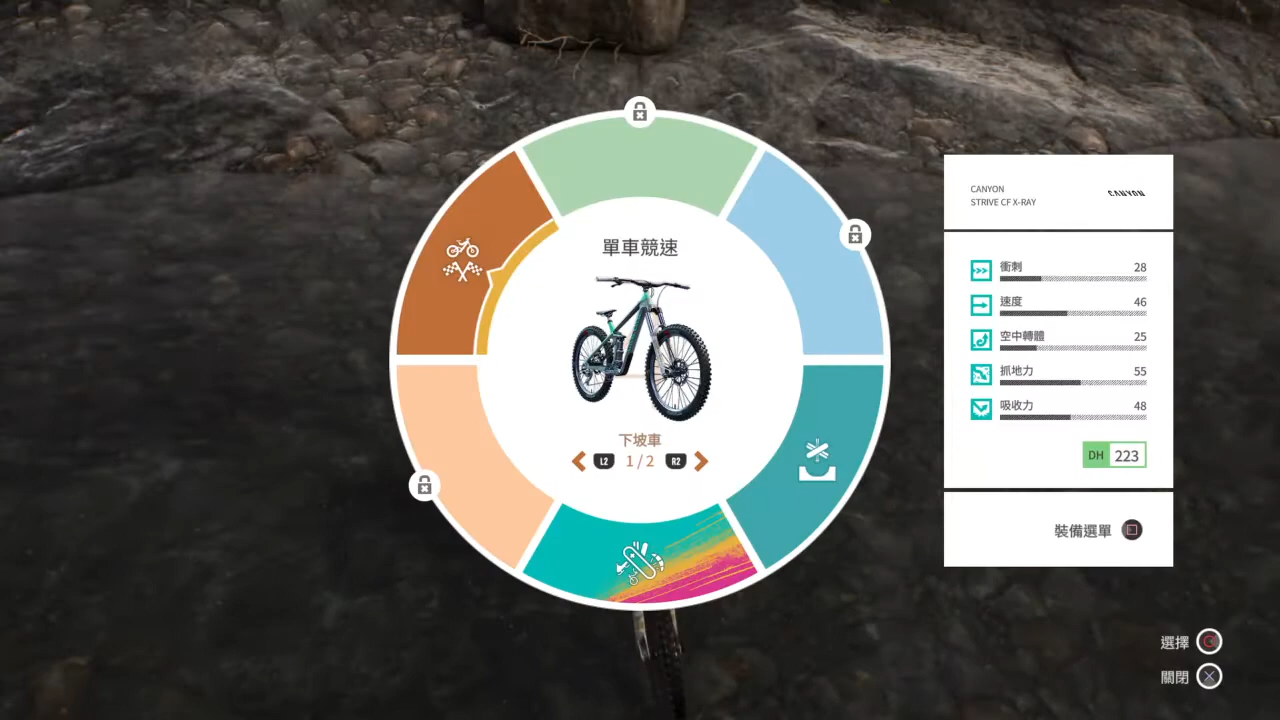 單車競速
下坡車
L2 1/2 R2
CANYON
STRIVE CF X-RAY
CANYON
衝刺 28
速度 46
空中轉體 25
抓地力 55
吸收力 48
DH 223
裝備選單
選擇
關閉